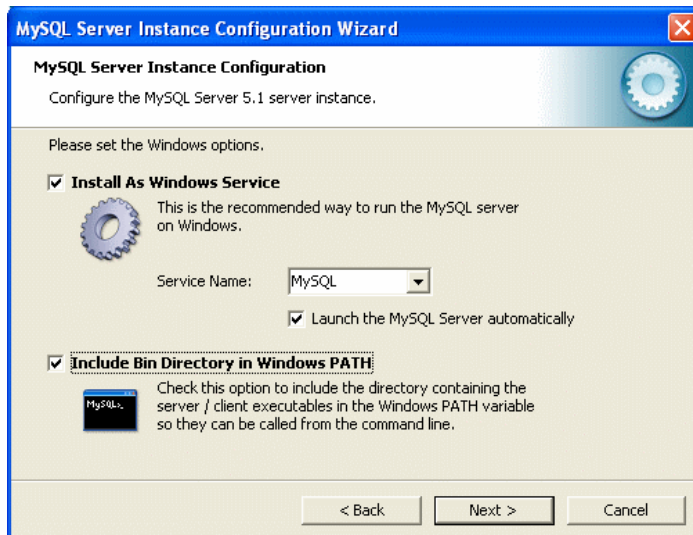 MySQL Server Instance Configuration Wizard
MySQL Server Instance Configuration
Configure the MySQL Server 5.1 server instance.
Please set the Windows options.
Install As Windows Service
This is the recommended way to run the MySQL server
on Windows.
Service Name: MySQL
Launch the MySQL Server automatically
Include Bin Directory in Windows PATH
MySQL>_
Check this option to include the directory containing the
server / client executables in the Windows PATH variable
so they can be called from the command line.
< Back Next > Cancel